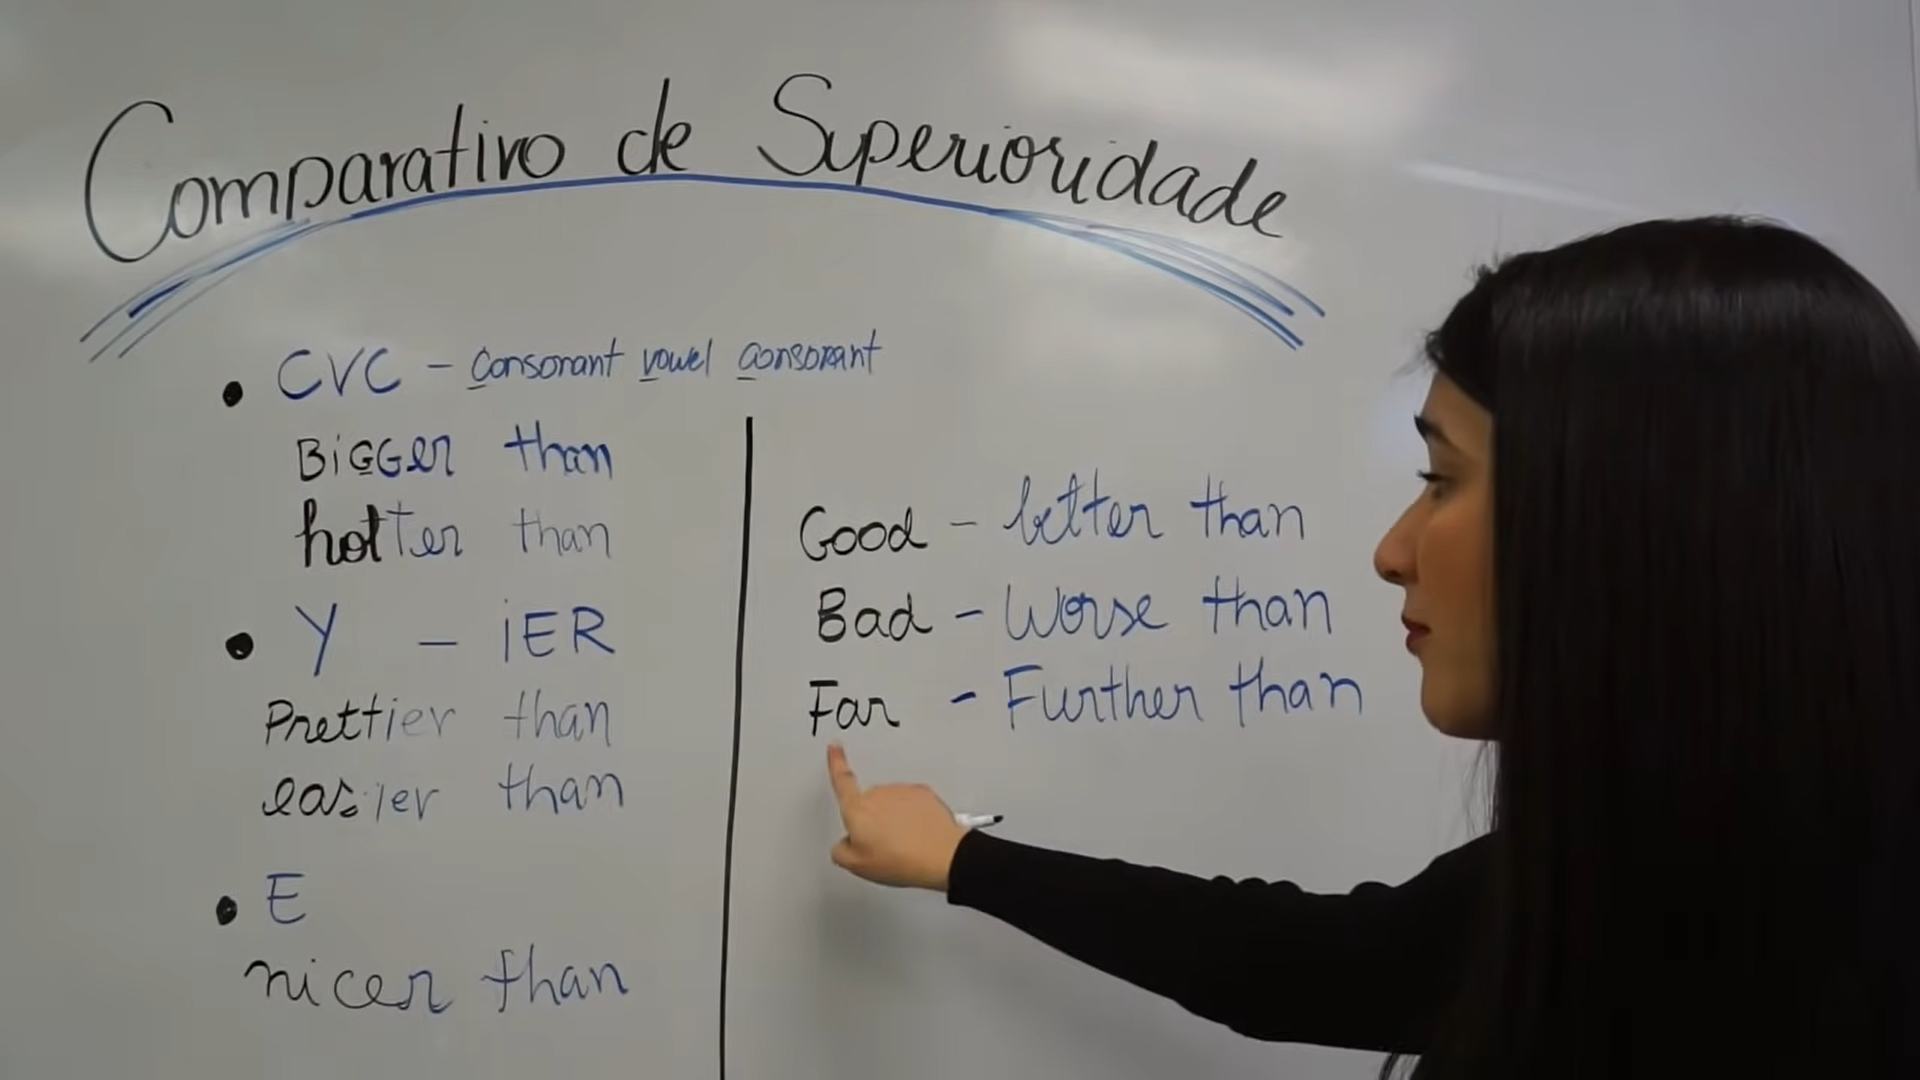 Comparativo de Superioridade
• CVC - consonant vowel consonant
BiGGer than
hotter than
• Y - iER
Prettier than
easier than
• E
nicer than
Good - better than
Bad - Worse than
Far - Further than